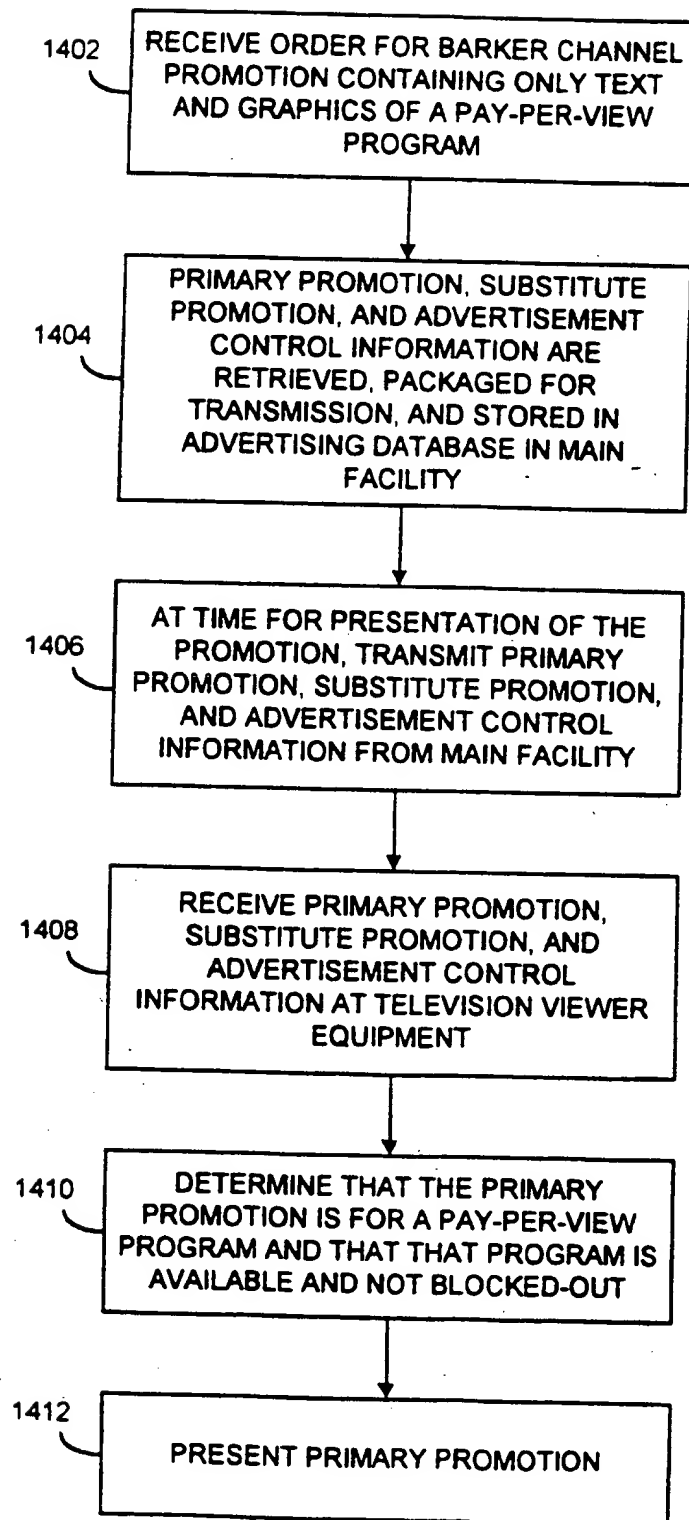 1402
RECEIVE ORDER FOR BARKER CHANNEL
PROMOTION CONTAINING ONLY TEXT
AND GRAPHICS OF A PAY-PER-VIEW
PROGRAM
1404
PRIMARY PROMOTION, SUBSTITUTE
PROMOTION, AND ADVERTISEMENT
CONTROL INFORMATION ARE
RETRIEVED, PACKAGED FOR
TRANSMISSION, AND STORED IN
ADVERTISING DATABASE IN MAIN
FACILITY
1406
AT TIME FOR PRESENTATION OF THE
PROMOTION, TRANSMIT PRIMARY
PROMOTION, SUBSTITUTE PROMOTION,
AND ADVERTISEMENT CONTROL
INFORMATION FROM MAIN FACILITY
1408
RECEIVE PRIMARY PROMOTION,
SUBSTITUTE PROMOTION, AND
ADVERTISEMENT CONTROL
INFORMATION AT TELEVISION VIEWER
EQUIPMENT
1410
DETERMINE THAT THE PRIMARY
PROMOTION IS FOR A PAY-PER-VIEW
PROGRAM AND THAT THAT PROGRAM IS
AVAILABLE AND NOT BLOCKED-OUT
1412
PRESENT PRIMARY PROMOTION